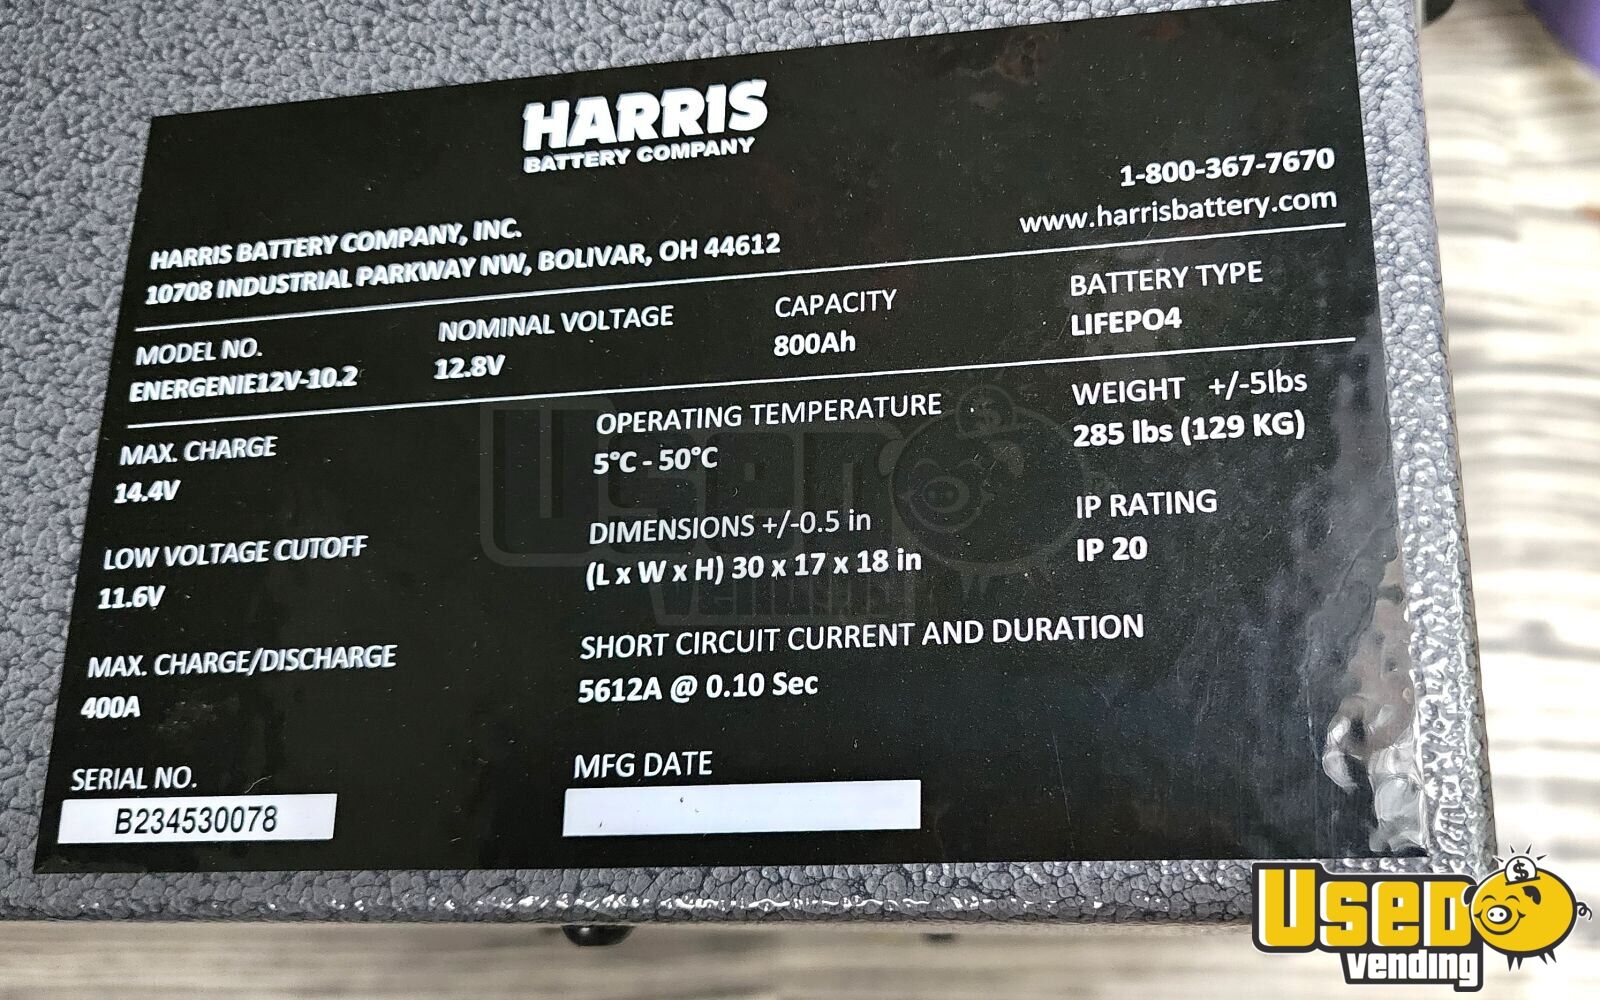 HARRIS
BATTERY COMPANY
1-800-367-7670
www.harrisbattery.com
HARRIS BATTERY COMPANY, INC.
10708 INDUSTRIAL PARKWAY NW, BOLIVAR, OH 44612
MODEL NO.
ENERGENIE12V-10.2
NOMINAL VOLTAGE
12.8V
CAPACITY
800Ah
BATTERY TYPE
LIFEPO4
MAX. CHARGE
14.4V
OPERATING TEMPERATURE
5°C - 50°C
WEIGHT +/-5lbs
285 lbs (129 KG)
LOW VOLTAGE CUTOFF
11.6V
DIMENSIONS +/-0.5 in
(L x W x H) 30 x 17 x 18 in
IP RATING
IP 20
MAX. CHARGE/DISCHARGE
400A
SHORT CIRCUIT CURRENT AND DURATION
5612A @ 0.10 Sec
SERIAL NO.
B234530078
MFG DATE
Used
vending
Used
vending